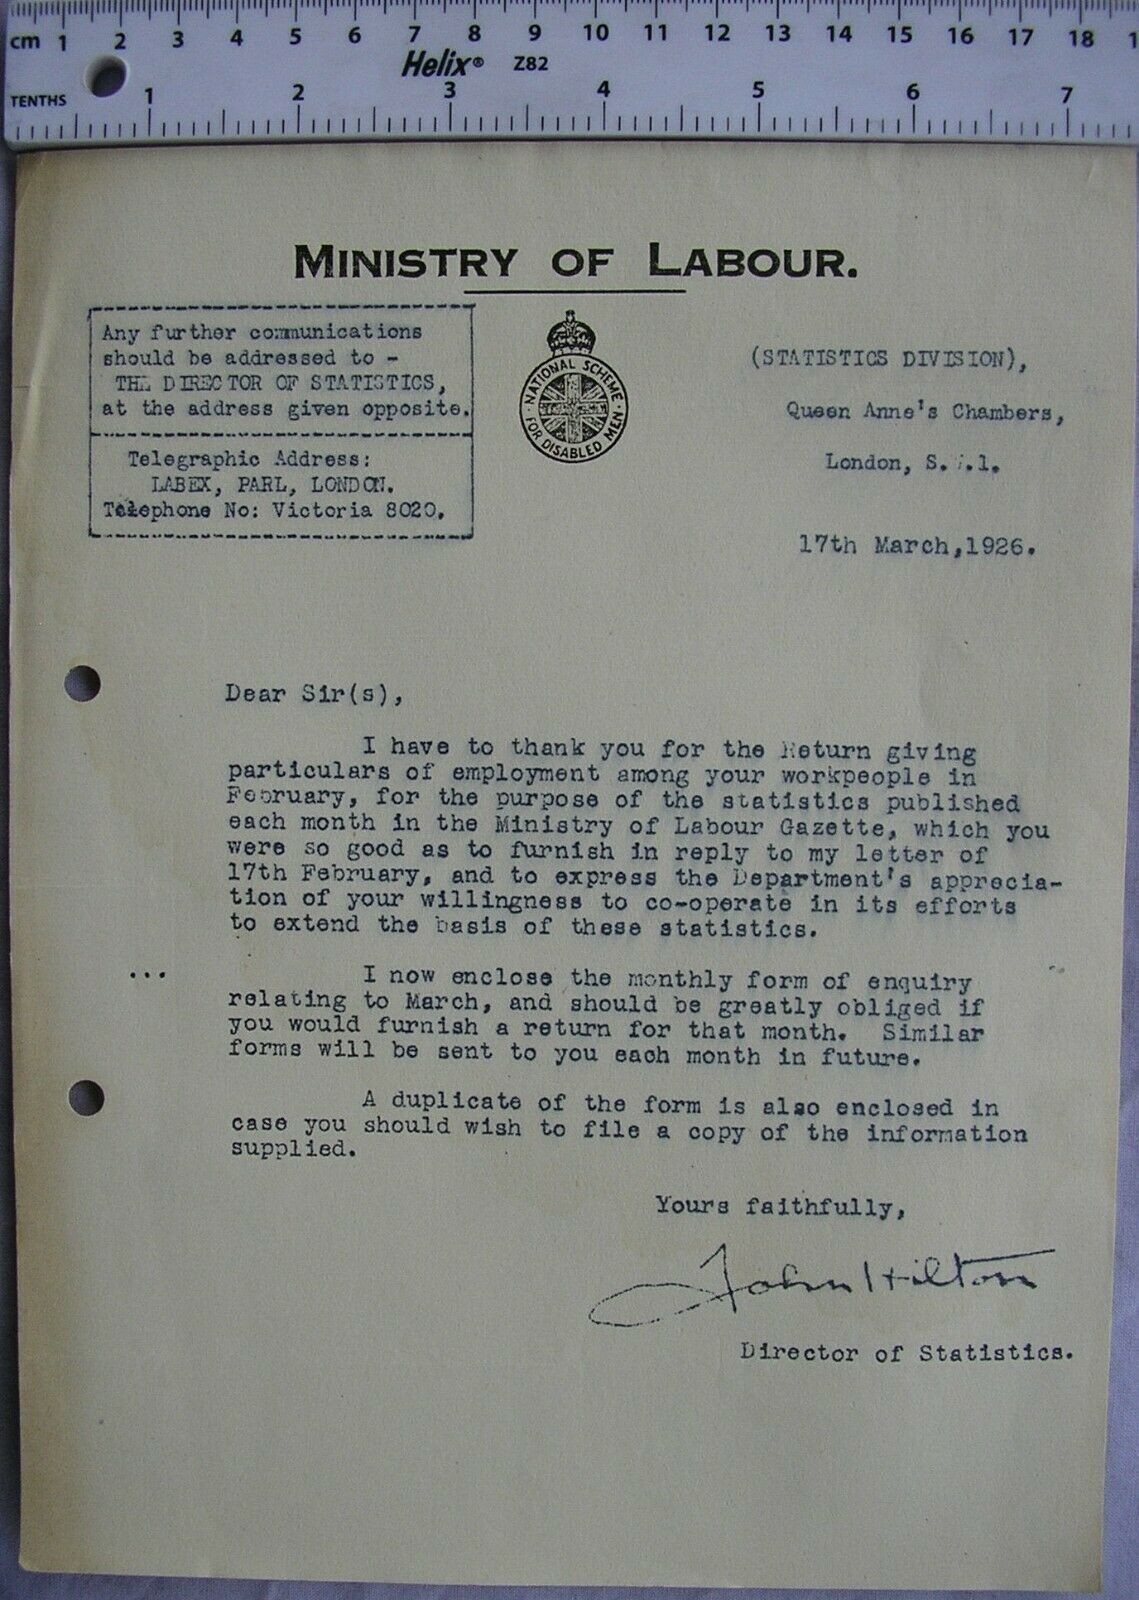 cm 1 2 3 4 5 6 7 8 9 10 11 12 13 14 15 16 17 18
Helix® Z82
TENTHS 1 2 3 4 5 6 7
MINISTRY OF LABOUR.
Any further communications
should be addressed to -
THE DIRECTOR OF STATISTICS,
at the address given opposite.
Telegraphic Address:
LABEX, PARL, LONDON.
Telephone No: Victoria 8020.
NATIONAL SCHEME
FOR DISABLED MEN
(STATISTICS DIVISION),
Queen Anne's Chambers,
London, S. .1.
17th March,1926.
Dear Sir(s),
I have to thank you for the Return giving
particulars of employment among your workpeople in
February, for the purpose of the statistics published
each month in the Ministry of Labour Gazette, which you
were so good as to furnish in reply to my letter of
17th February, and to express the Department's apprecia-
tion of your willingness to co-operate in its efforts
to extend the basis of these statistics.
... I now enclose the monthly form of enquiry
relating to March, and should be greatly obliged if
you would furnish a return for that month. Similar
forms will be sent to you each month in future.
A duplicate of the form is also enclosed in
case you should wish to file a copy of the information
supplied.
Yours faithfully,
John Hilton
Director of Statistics.